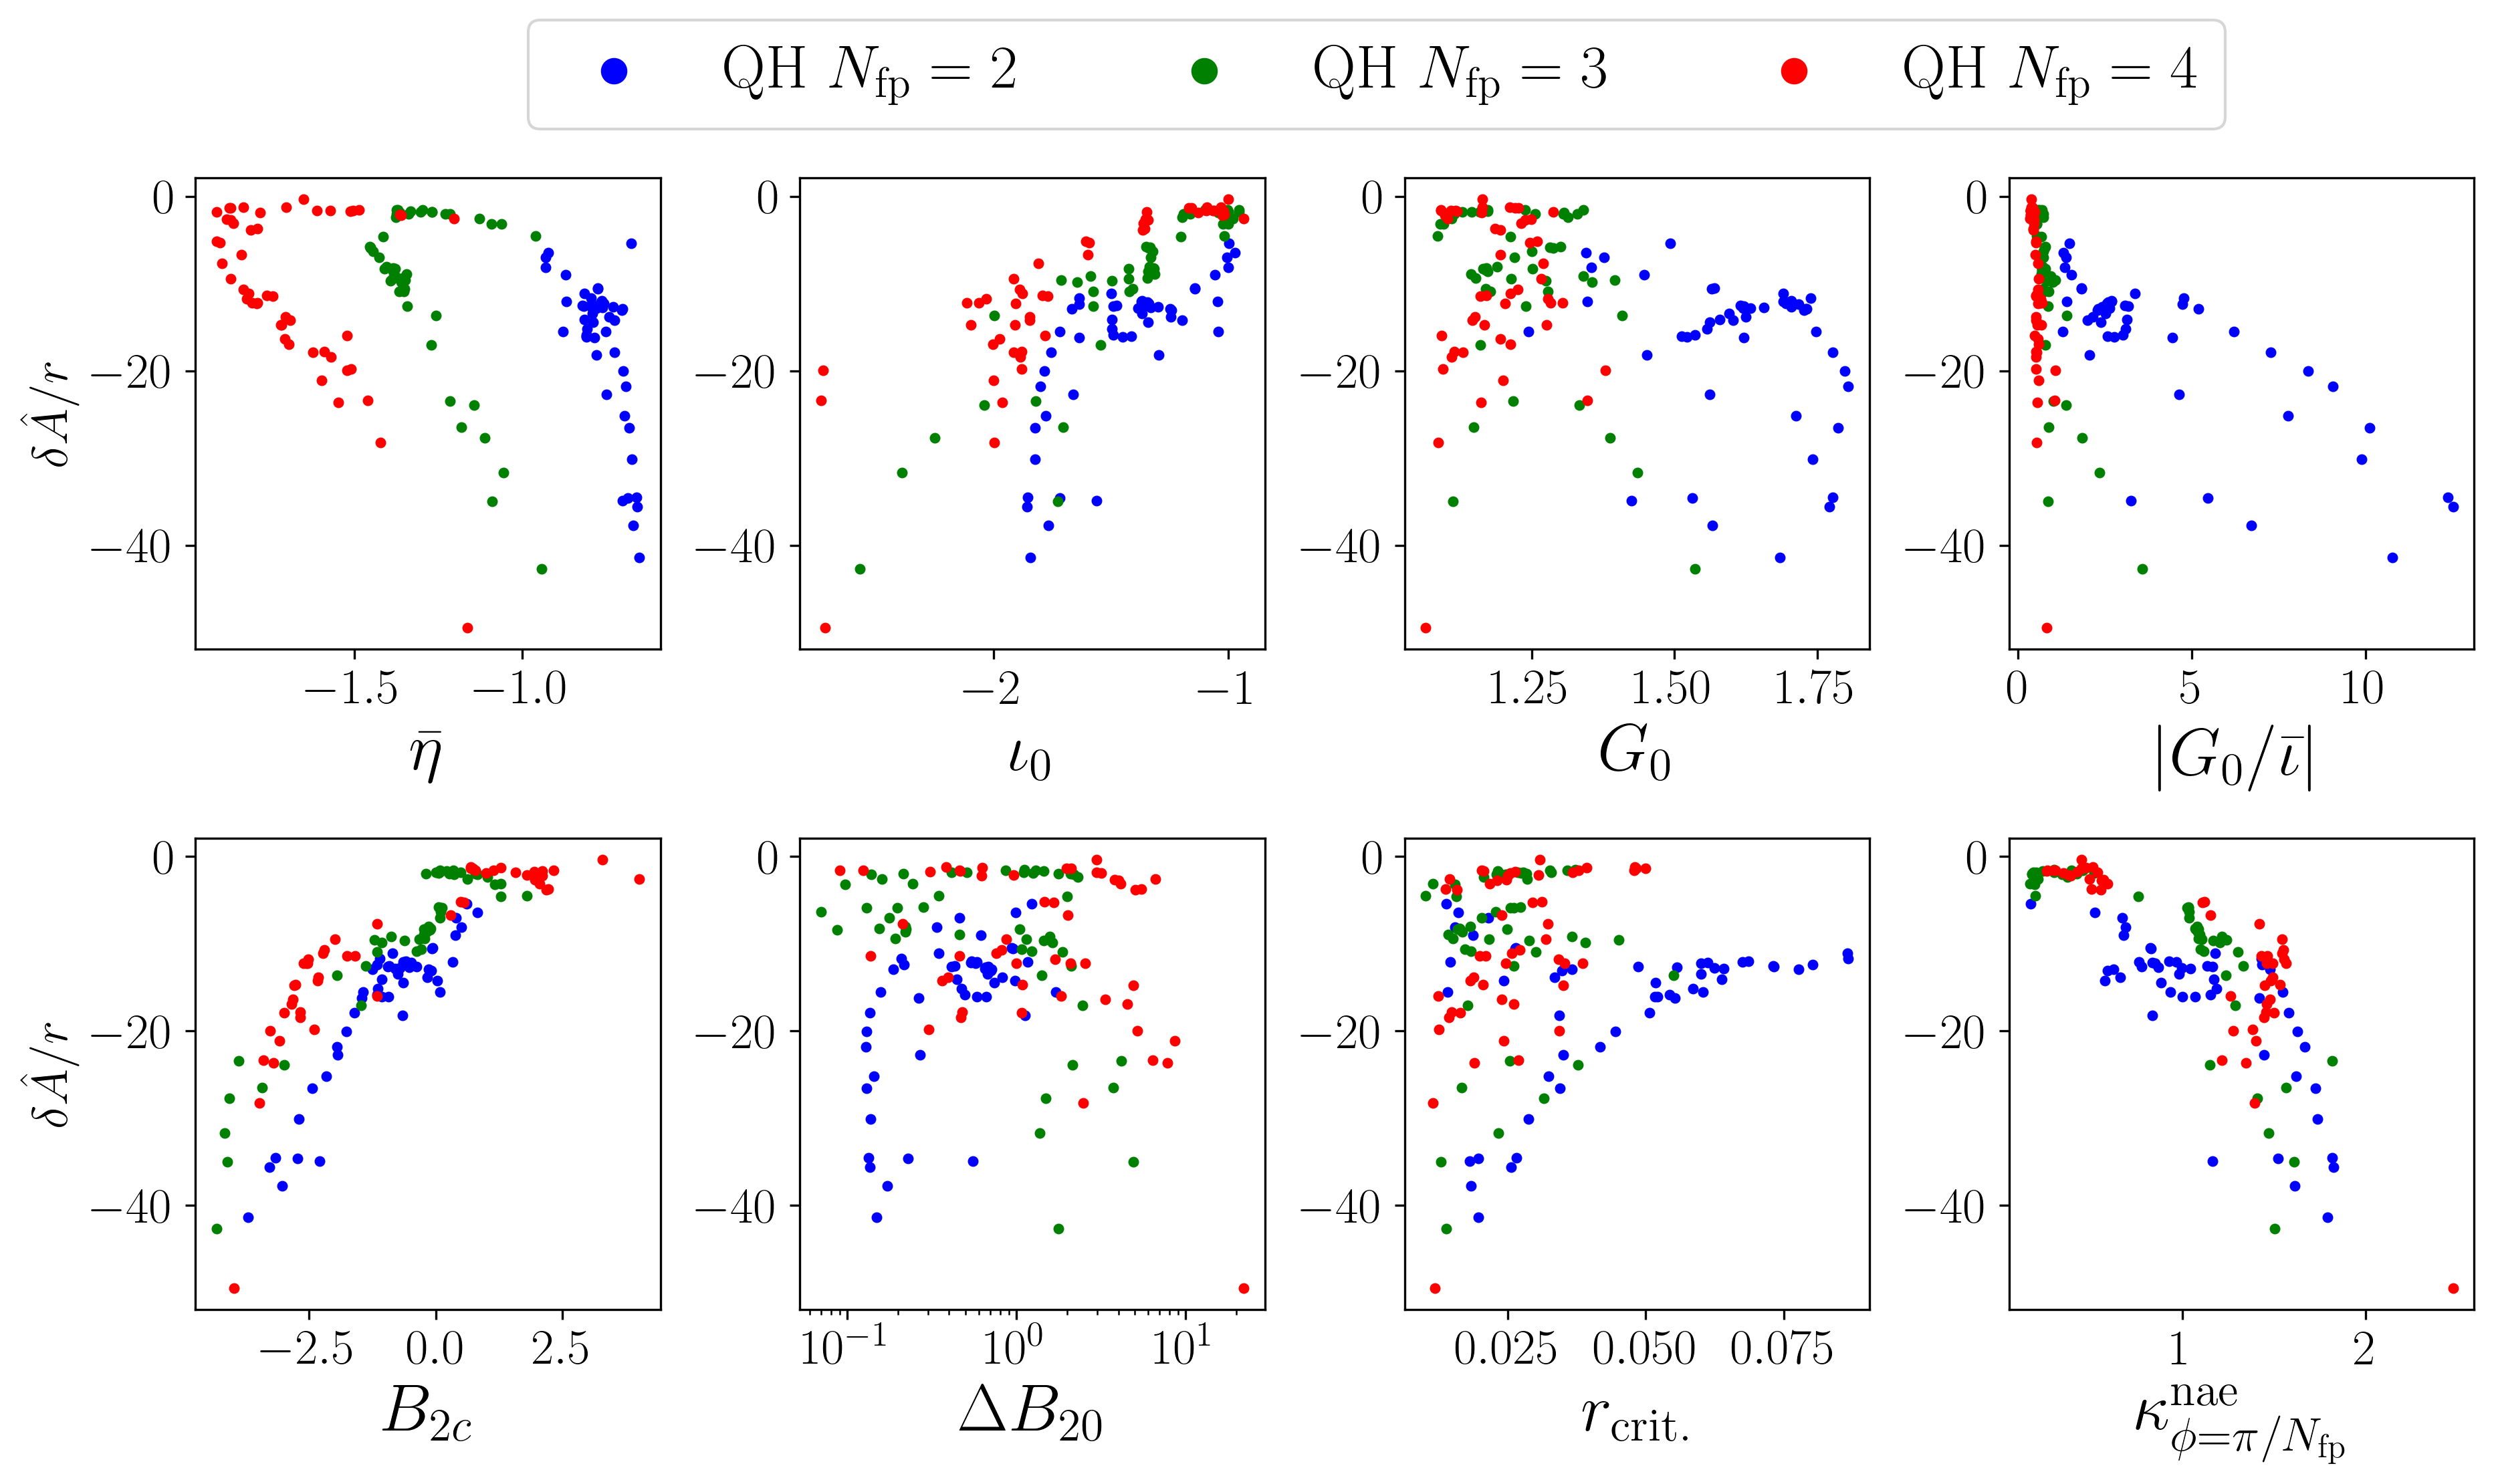 QH N_fp = 2 QH N_fp = 3 QH N_fp = 4
0 0 0 0
−20 −20 −20 −20
−40 −40 −40 −40
δÂ/r
−1.5 −1.0 −2 −1 1.25 1.50 1.75 0 5 10
η̄ ι₀ G₀ |G₀/ῑ|
0 0 0 0
−20 −20 −20 −20
−40 −40 −40 −40
δÂ/r
−2.5 0.0 2.5 10⁻¹ 10⁰ 10¹ 0.025 0.050 0.075 1 2
B_2c ΔB₂₀ r_crit. κ^nae_ϕ=π/N_fp